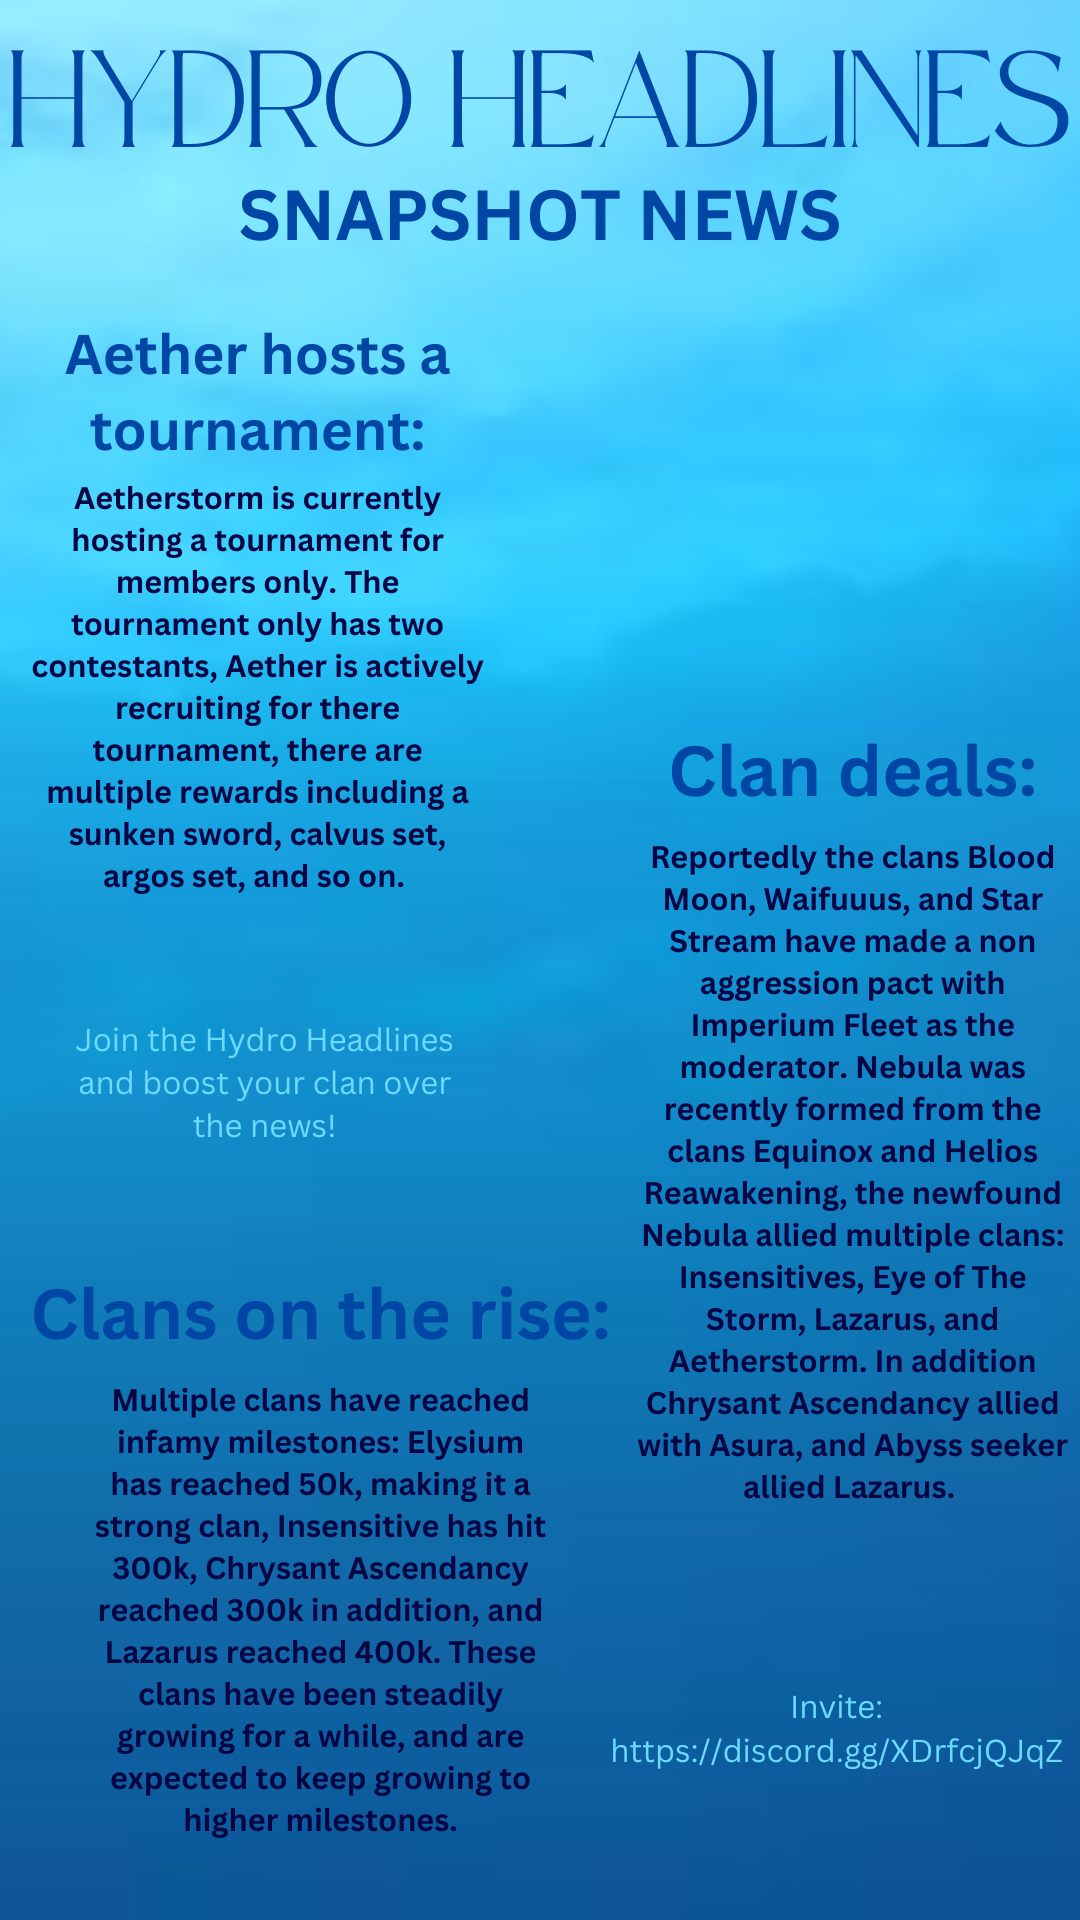 HYDRO HEADLINES
SNAPSHOT NEWS
Aether hosts a
tournament:
Aetherstorm is currently
hosting a tournament for
members only. The
tournament only has two
contestants, Aether is actively
recruiting for there
tournament, there are
multiple rewards including a
sunken sword, calvus set,
argos set, and so on.
Join the Hydro Headlines
and boost your clan over
the news!
Clan deals:
Reportedly the clans Blood
Moon, Waifuuus, and Star
Stream have made a non
aggression pact with
Imperium Fleet as the
moderator. Nebula was
recently formed from the
clans Equinox and Helios
Reawakening, the newfound
Nebula allied multiple clans:
Insensitives, Eye of The
Storm, Lazarus, and
Aetherstorm. In addition
Chrysant Ascendancy allied
with Asura, and Abyss seeker
allied Lazarus.
Clans on the rise:
Multiple clans have reached
infamy milestones: Elysium
has reached 50k, making it a
strong clan, Insensitive has hit
300k, Chrysant Ascendancy
reached 300k in addition, and
Lazarus reached 400k. These
clans have been steadily
growing for a while, and are
expected to keep growing to
higher milestones.
Invite:
https://discord.gg/XDrfcjQJqZ